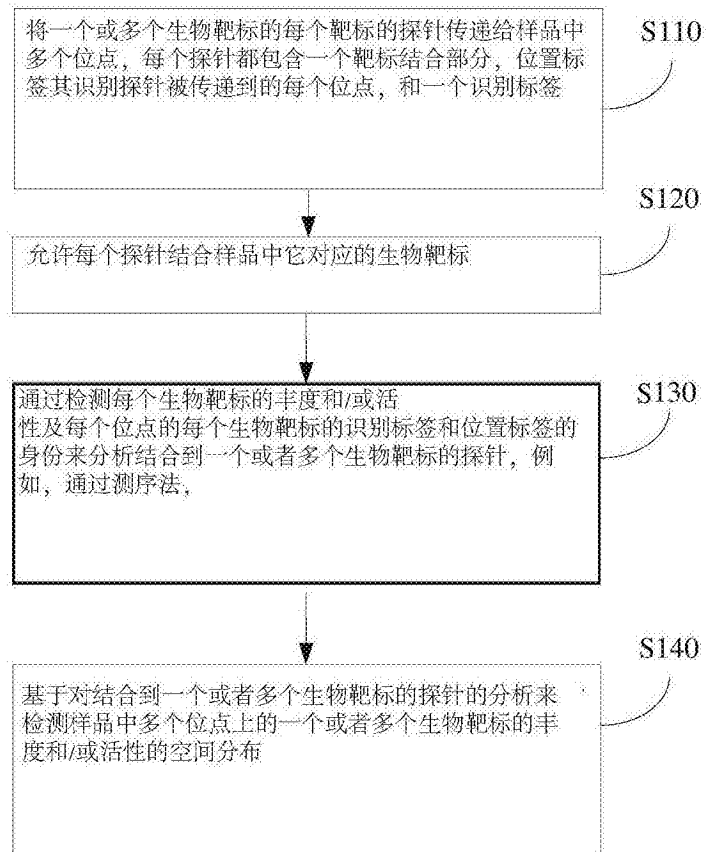 将一个或多个生物靶标的每个靶标的探针传递给样品中
多个位点，每个探针都包含一个靶标结合部分，位置标
签其识别探针被传递到的每个位点，和一个识别标签
S110
S120
允许每个探针结合样品中它对应的生物靶标
通过检测每个生物靶标的丰度和/或活
性及每个位点的每个生物靶标的识别标签和位置标签的
身份来分析结合到一个或者多个生物靶标的探针，例
如，通过测序法，
S130
S140
基于对结合到一个或者多个生物靶标的探针的分析来
检测样品中多个位点上的一个或者多个生物靶标的丰
度和/或活性的空间分布